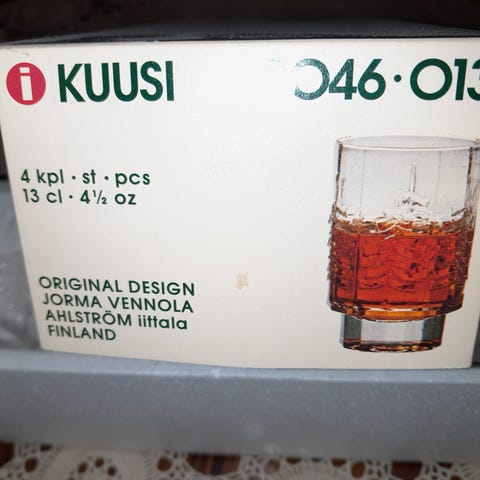 i KUUSI 046·013
4 kpl · st · pcs
13 cl · 4½ oz
ORIGINAL DESIGN
JORMA VENNOLA
AHLSTRÖM iittala
FINLAND